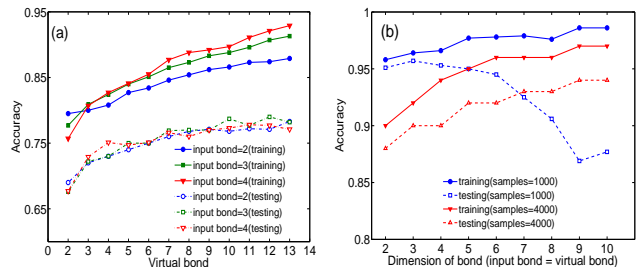 (a)
0.95
0.85
0.75
0.65
Accuracy
input bond=2(training)
input bond=3(training)
input bond=4(training)
input bond=2(testing)
input bond=3(testing)
input bond=4(testing)
0 1 2 3 4 5 6 7 8 9 10 11 12 13 14
Virtual bond
(b)
1
0.95
0.9
0.85
0.8
Accuracy
training(samples=1000)
testing(samples=1000)
training(samples=4000)
testing(samples=4000)
2 3 4 5 6 7 8 9 10
Dimension of bond (input bond = virtual bond)